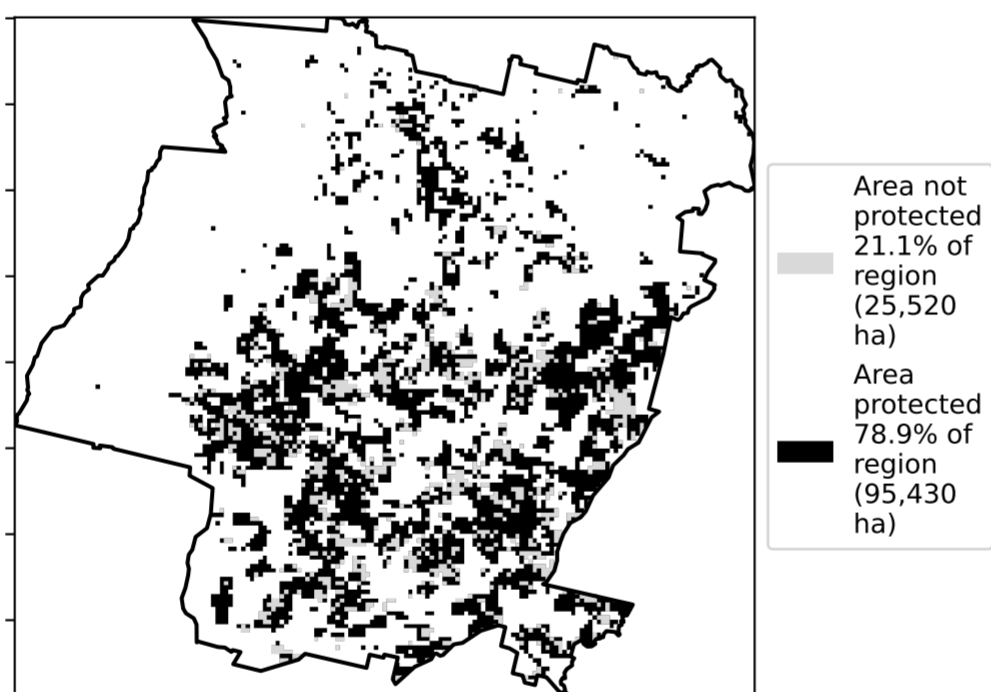 Area not
protected
21.1% of
region
(25,520
ha)
Area
protected
78.9% of
region
(95,430
ha)